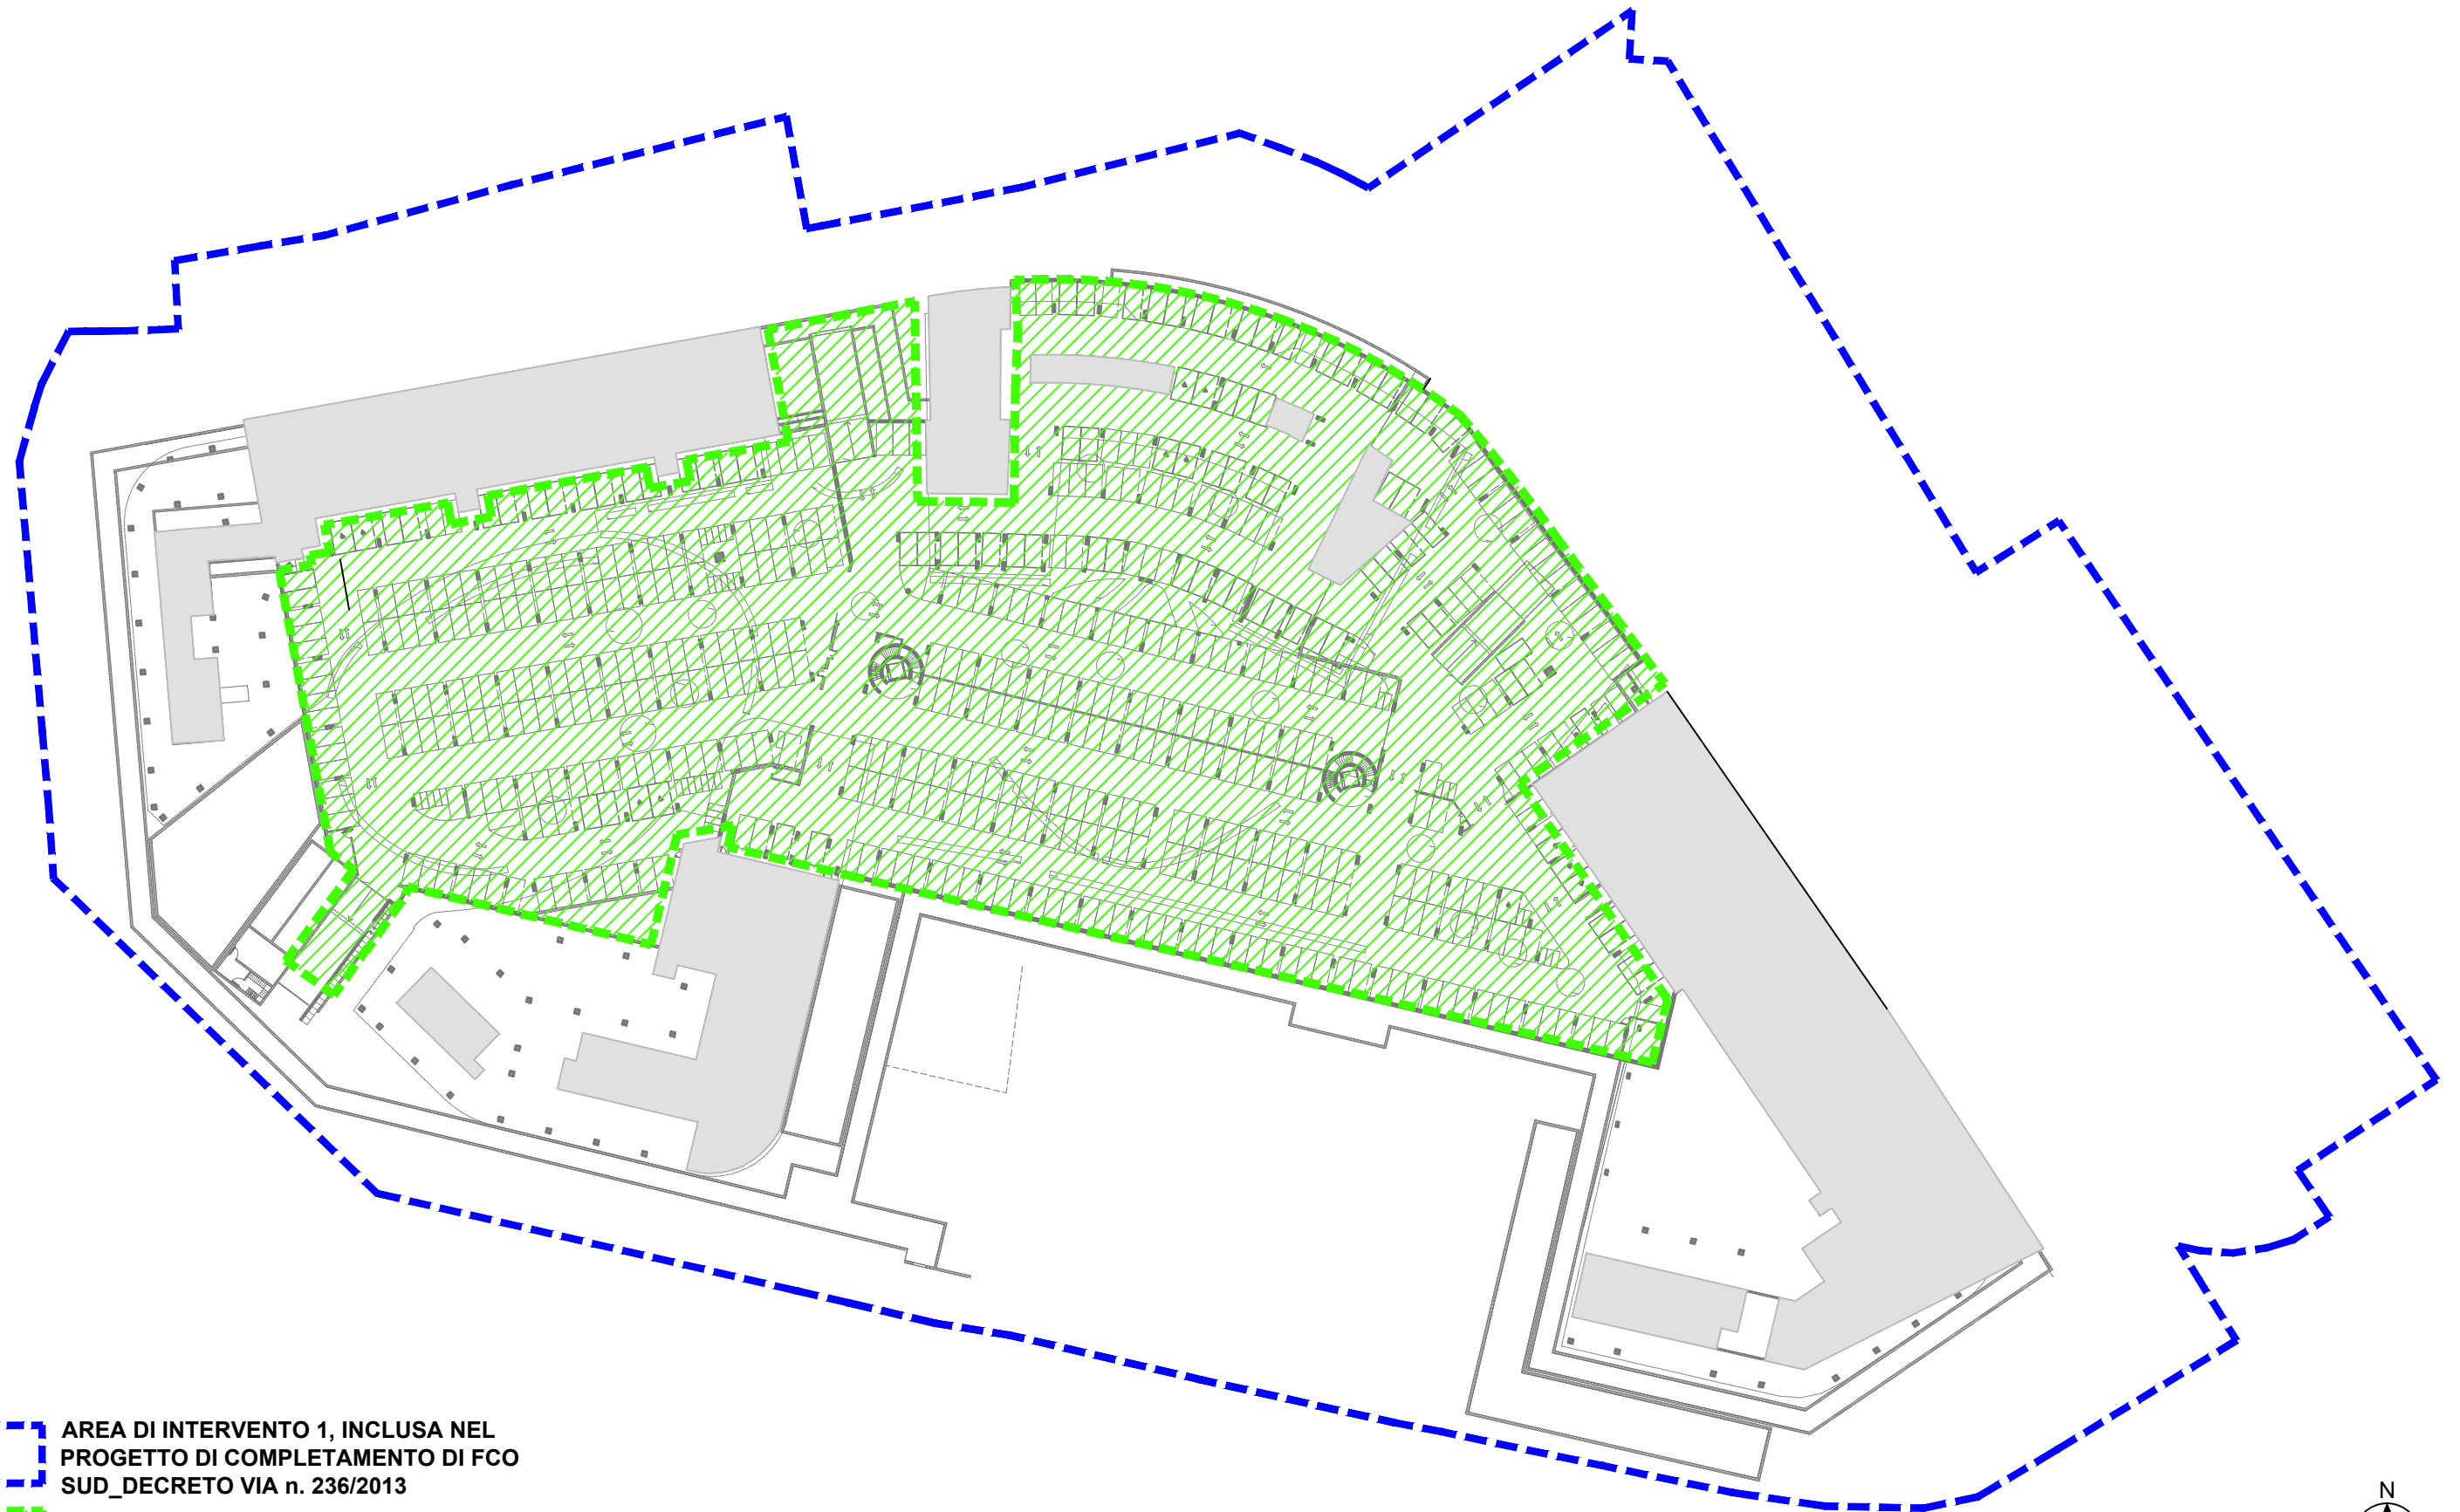 AREA DI INTERVENTO 1, INCLUSA NEL
PROGETTO DI COMPLETAMENTO DI FCO
SUD_DECRETO VIA n. 236/2013
N